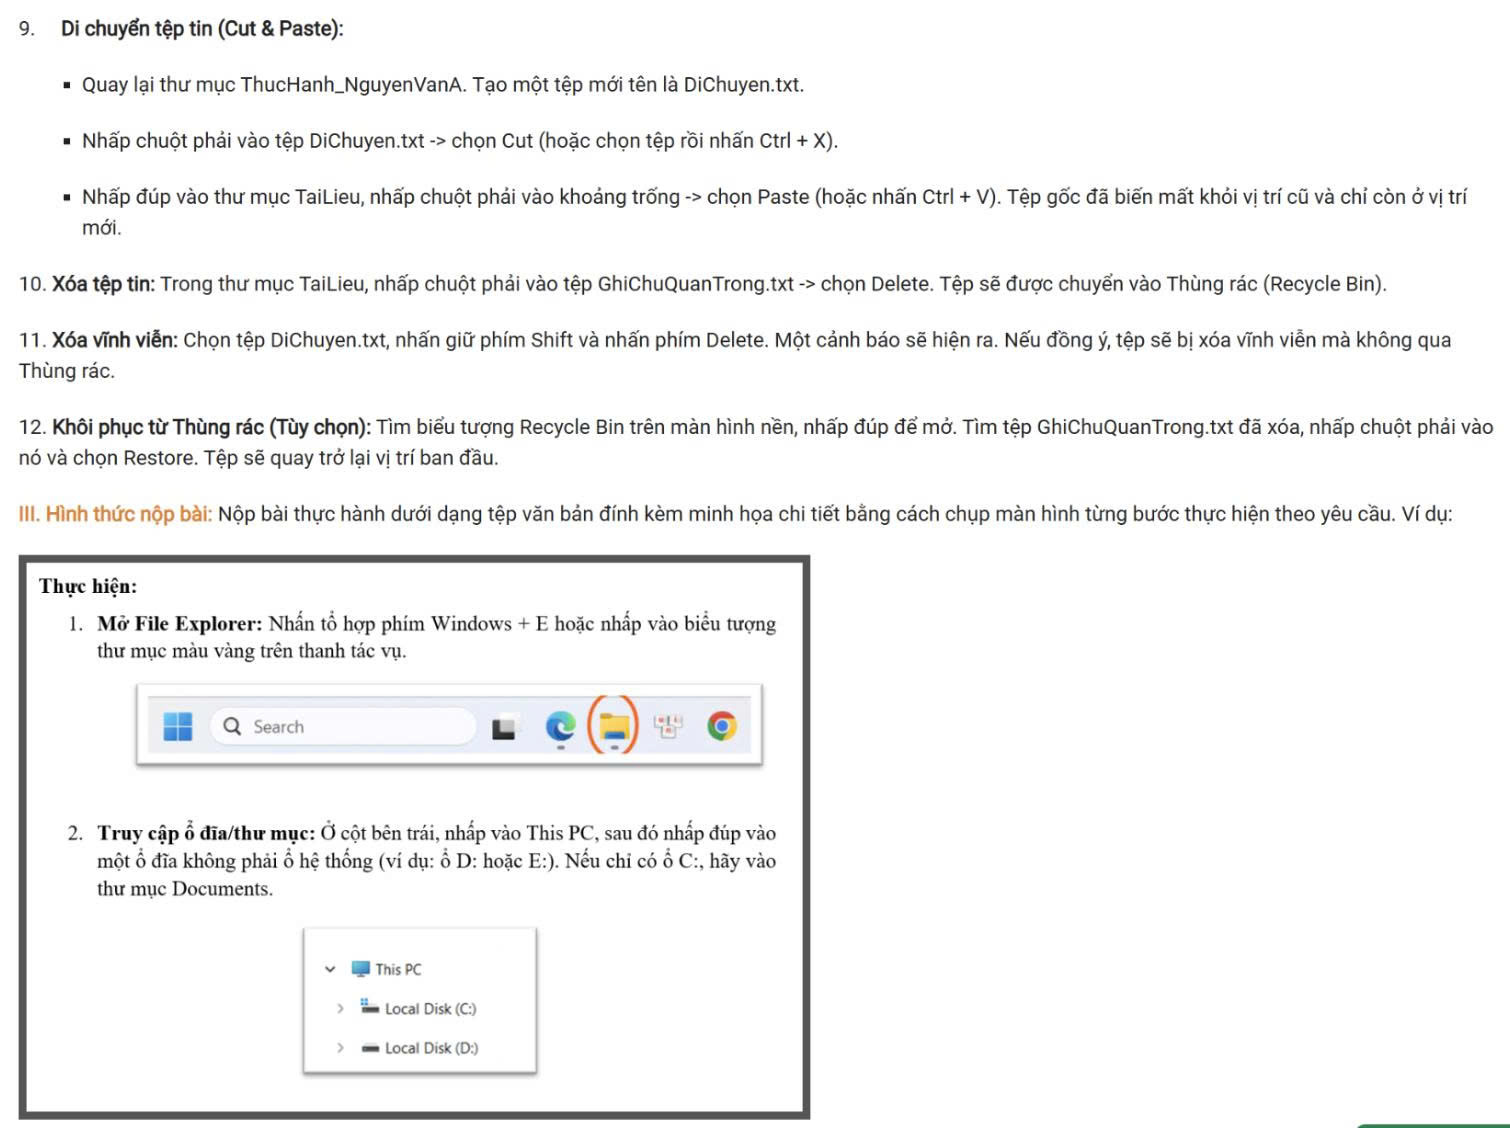 9. Di chuyển tệp tin (Cut & Paste):
▪ Quay lại thư mục ThucHanh_NguyenVanA. Tạo một tệp mới tên là DiChuyen.txt.
▪ Nhấp chuột phải vào tệp DiChuyen.txt -> chọn Cut (hoặc chọn tệp rồi nhấn Ctrl + X).
▪ Nhấp đúp vào thư mục TaiLieu, nhấp chuột phải vào khoảng trống -> chọn Paste (hoặc nhấn Ctrl + V). Tệp gốc đã biến mất khỏi vị trí cũ và chỉ còn ở vị trí
mới.
10. Xóa tệp tin: Trong thư mục TaiLieu, nhấp chuột phải vào tệp GhiChuQuanTrong.txt -> chọn Delete. Tệp sẽ được chuyển vào Thùng rác (Recycle Bin).
11. Xóa vĩnh viễn: Chọn tệp DiChuyen.txt, nhấn giữ phím Shift và nhấn phím Delete. Một cảnh báo sẽ hiện ra. Nếu đồng ý, tệp sẽ bị xóa vĩnh viễn mà không qua
Thùng rác.
12. Khôi phục từ Thùng rác (Tùy chọn): Tìm biểu tượng Recycle Bin trên màn hình nền, nhấp đúp để mở. Tìm tệp GhiChuQuanTrong.txt đã xóa, nhấp chuột phải vào
nó và chọn Restore. Tệp sẽ quay trở lại vị trí ban đầu.
III. Hình thức nộp bài: Nộp bài thực hành dưới dạng tệp văn bản đính kèm minh họa chi tiết bằng cách chụp màn hình từng bước thực hiện theo yêu cầu. Ví dụ:
Thực hiện:
1. Mở File Explorer: Nhấn tổ hợp phím Windows + E hoặc nhấp vào biểu tượng
thư mục màu vàng trên thanh tác vụ.
Search
2. Truy cập ổ đĩa/thư mục: Ở cột bên trái, nhấp vào This PC, sau đó nhấp đúp vào
một ổ đĩa không phải ổ hệ thống (ví dụ: ổ D: hoặc E:). Nếu chỉ có ổ C:, hãy vào
thư mục Documents.
This PC
Local Disk (C:)
Local Disk (D:)